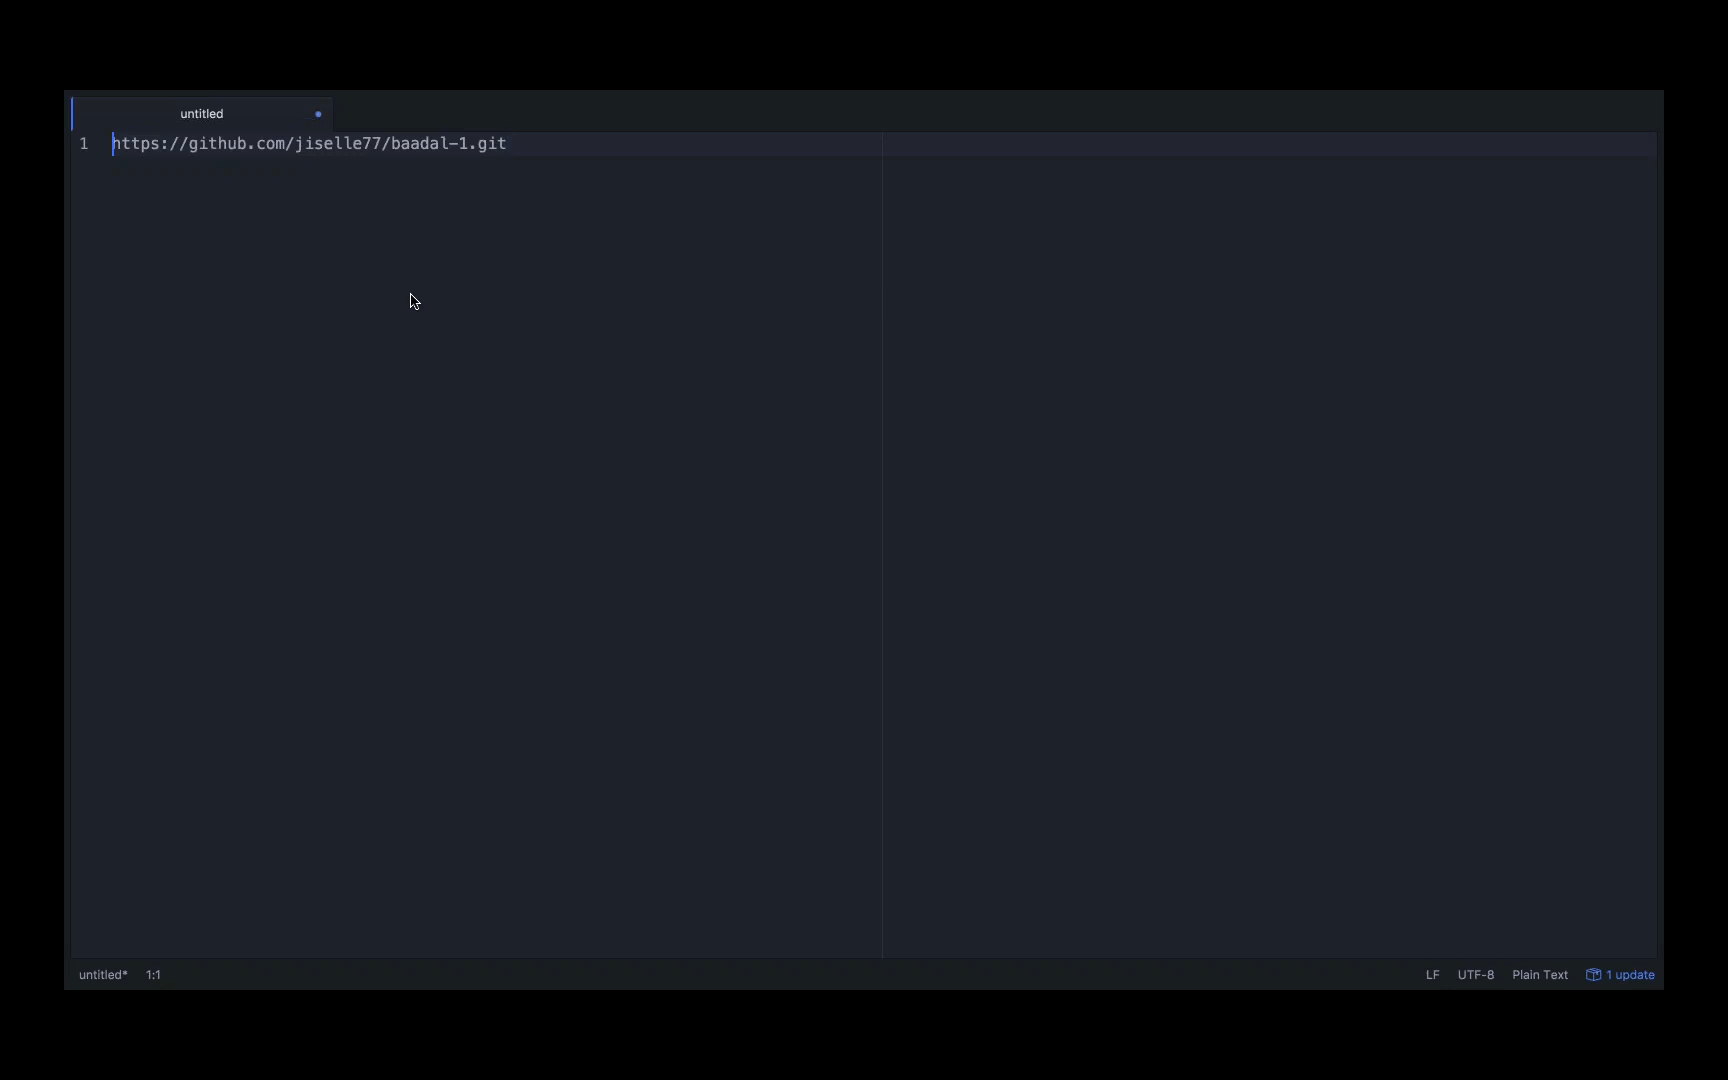 untitled
1 https://github.com/jiselle77/baadal-1.git
untitled* 1:1 LF UTF-8 Plain Text 1 update